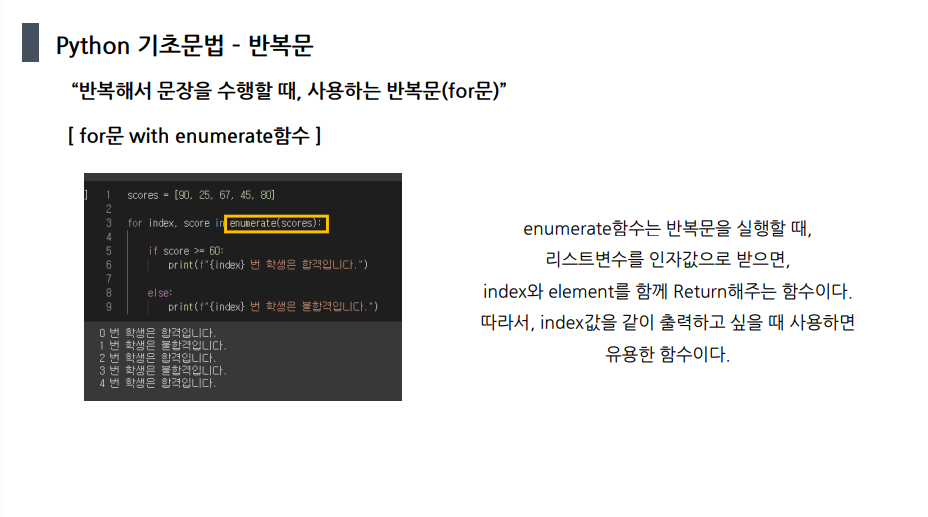 Python 기초문법 - 반복문
“반복해서 문장을 수행할 때, 사용하는 반복문(for문)”
[ for문 with enumerate함수 ]
] 1 scores = [90, 25, 67, 45, 80]
2
3 for index, score in enumerate(scores):
4
5 if score >= 60:
6 print(f"{index} 번 학생은 합격입니다.")
7
8 else:
9 print(f"{index} 번 학생은 불합격입니다.")
0 번 학생은 합격입니다.
1 번 학생은 불합격입니다.
2 번 학생은 합격입니다.
3 번 학생은 불합격입니다.
4 번 학생은 합격입니다.
enumerate함수는 반복문을 실행할 때,
리스트변수를 인자값으로 받으면,
index와 element를 함께 Return해주는 함수이다.
따라서, index값을 같이 출력하고 싶을 때 사용하면
유용한 함수이다.